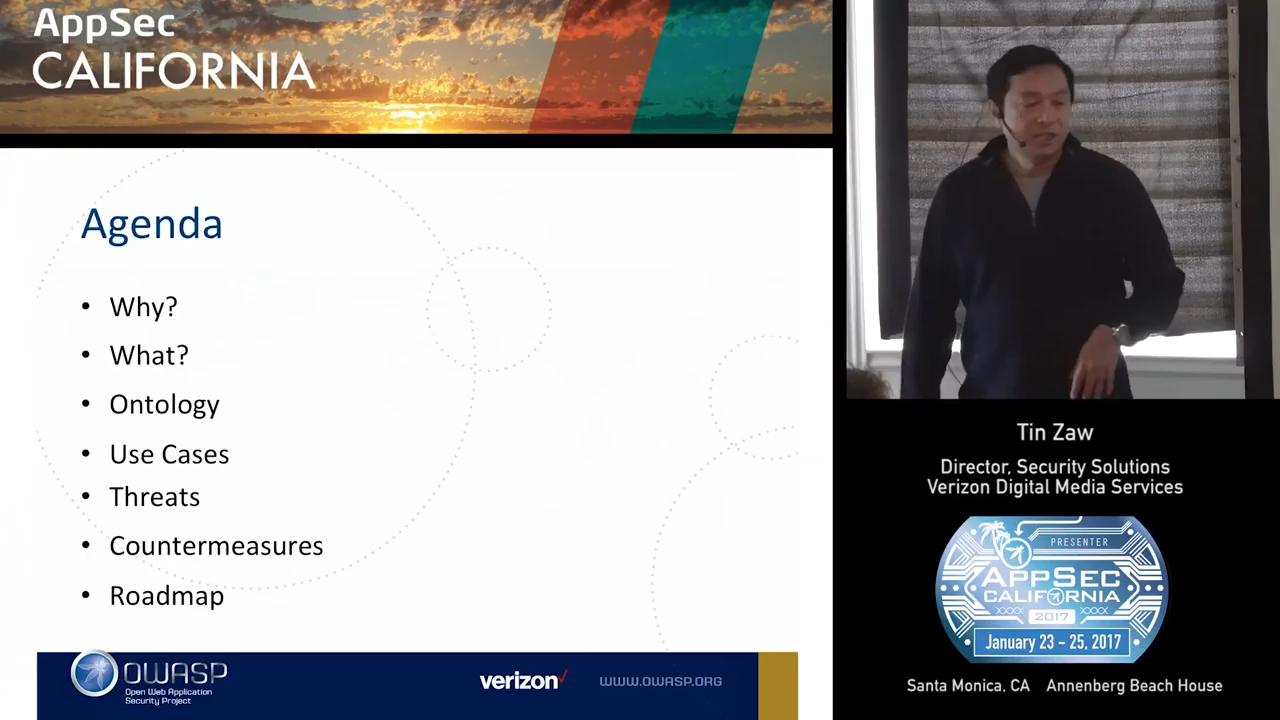 AppSec
CALIFORNIA
Agenda
• Why?
• What?
• Ontology
• Use Cases
• Threats
• Countermeasures
• Roadmap
OWASP
Open Web Application
Security Project
verizon✓
WWW.OWASP.ORG
Tin Zaw
Director, Security Solutions
Verizon Digital Media Services
PRESENTER
APPSEC
CALIFORNIA
XXXX 2017 XXXX
January 23 - 25, 2017
Santa Monica, CA Annenberg Beach House